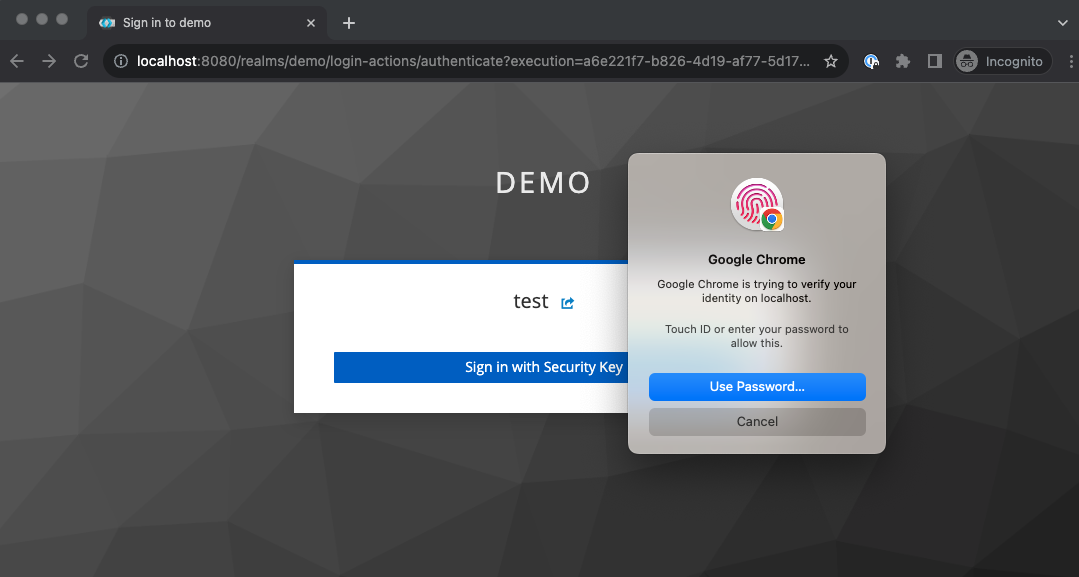 Sign in to demo
localhost:8080/realms/demo/login-actions/authenticate?execution=a6e221f7-b826-4d19-af77-5d17...
Incognito
DEMO
test
Sign in with Security Key
Google Chrome
Google Chrome is trying to verify your
identity on localhost.
Touch ID or enter your password to
allow this.
Use Password...
Cancel